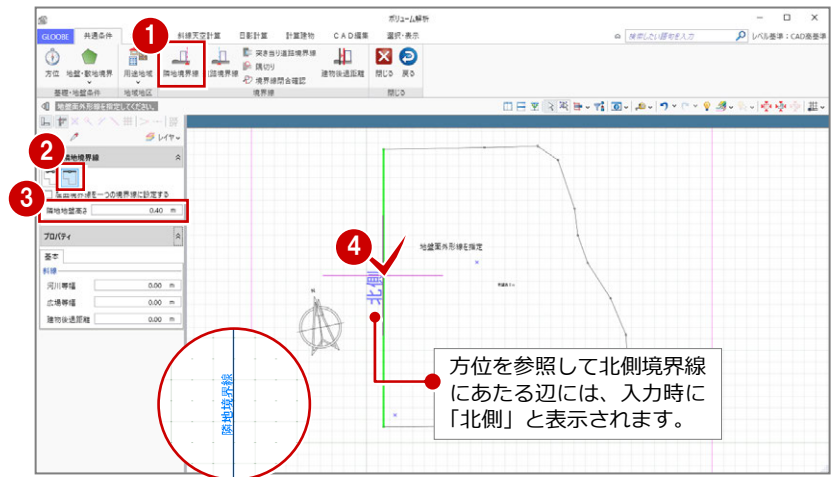 ボリューム解析
GLOOBE 共通条件 斜線天空計算 日影計算 計算建物 CAD編集 選択・表示
検索したい語句を入力 レベル基準:CAD高基準
1
方位 地盤・敷地境界 用途地域 隣地境界線 道路境界線 突き当り道路境界線 建物後退距離 閉じる 戻る
隅切り
境界線閉合確認
基礎・地盤条件 地域地区 境界線 閉じる
地盤面外形線を指定してください。
レイヤ
2
隣地境界線
を一つの境界線に設定する
3
隣地地盤高さ 0.40 m
プロパティ
基本
斜線
河川等幅 0.00 m
広場等幅 0.00 m
建物後退距離 0.00 m
4
地盤面外形線を指定
北側
N
隣地境界線
方位を参照して北側境界線
にあたる辺には、入力時に
「北側」と表示されます。